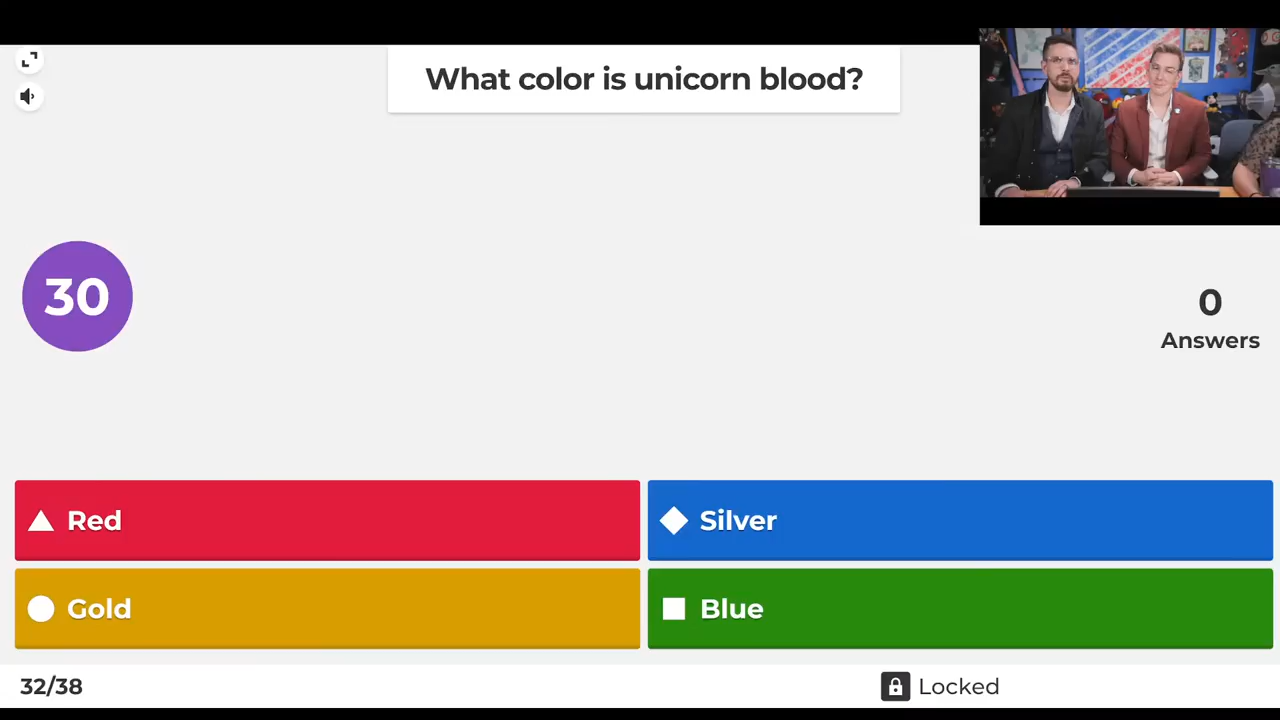 What color is unicorn blood?
30
0
Answers
Red
Silver
Gold
Blue
32/38
Locked